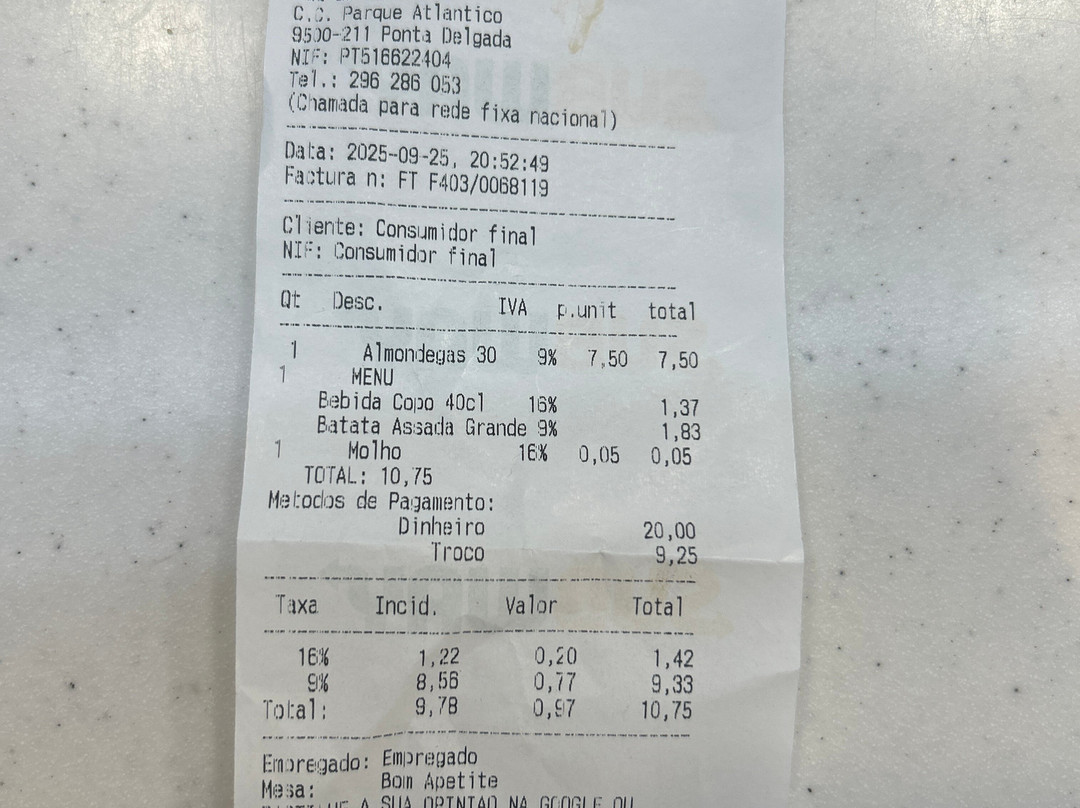 C.C. Parque Atlantico
9500-211 Ponta Delgada
NIF: PT516622404
Tel.: 296 286 053
(Chamada para rede fixa nacional)
Data: 2025-09-25, 20:52:49
Factura n: FT F403/0068119
Cliente: Consumidor final
NIF: Consumidor final
Qt Desc. IVA p.unit total
1 Almondegas 30 9% 7,50 7,50
1 MENU
Bebida Copo 40cl 16% 1,37
Batata Assada Grande 9% 1,83
1 Molho 16% 0,05 0,05
TOTAL: 10,75
Metodos de Pagamento:
Dinheiro 20,00
Troco 9,25
Taxa Incid. Valor Total
16% 1,22 0,20 1,42
9% 8,56 0,77 9,33
Total: 9,78 0,97 10,75
Empregado: Empregado
Mesa: Bom Apetite
A SUA OPINIAO NA GOOGLE OU